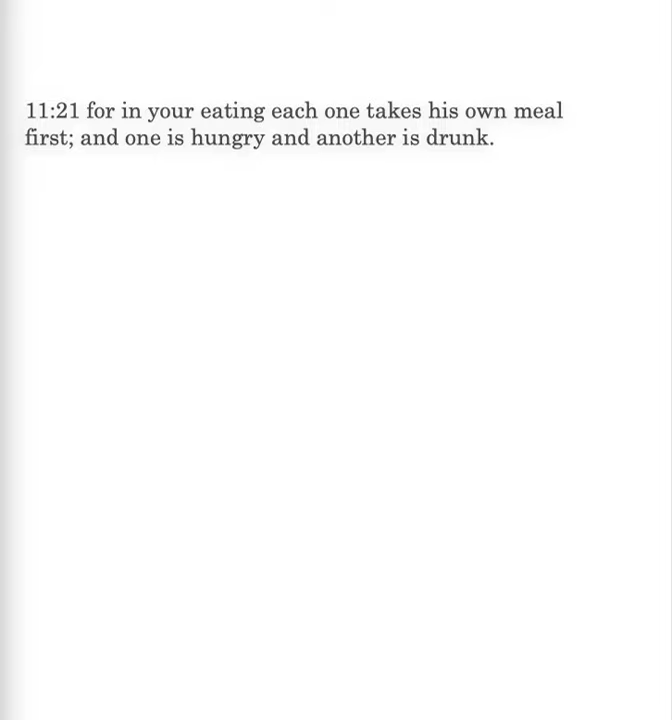 11:21 for in your eating each one takes his own meal
first; and one is hungry and another is drunk.